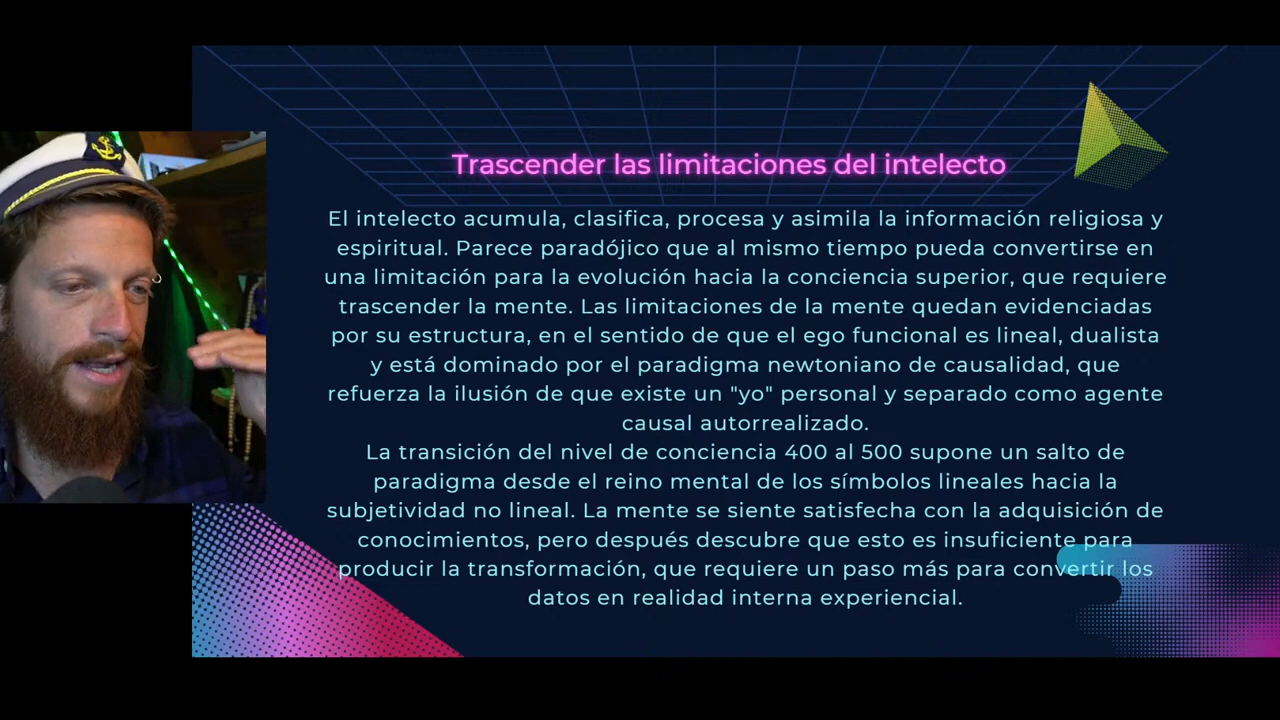 Trascender las limitaciones del intelecto
El intelecto acumula, clasifica, procesa y asimila la información religiosa y
espiritual. Parece paradójico que al mismo tiempo pueda convertirse en
una limitación para la evolución hacia la conciencia superior, que requiere
trascender la mente. Las limitaciones de la mente quedan evidenciadas
por su estructura, en el sentido de que el ego funcional es lineal, dualista
y está dominado por el paradigma newtoniano de causalidad, que
refuerza la ilusión de que existe un "yo" personal y separado como agente
causal autorrealizado.
La transición del nivel de conciencia 400 al 500 supone un salto de
paradigma desde el reino mental de los símbolos lineales hacia la
subjetividad no lineal. La mente se siente satisfecha con la adquisición de
conocimientos, pero después descubre que esto es insuficiente para
producir la transformación, que requiere un paso más para convertir los
datos en realidad interna experiencial.